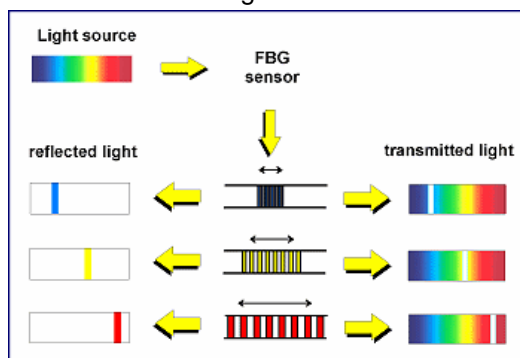 Light source
FBG
sensor
reflected light
transmitted light